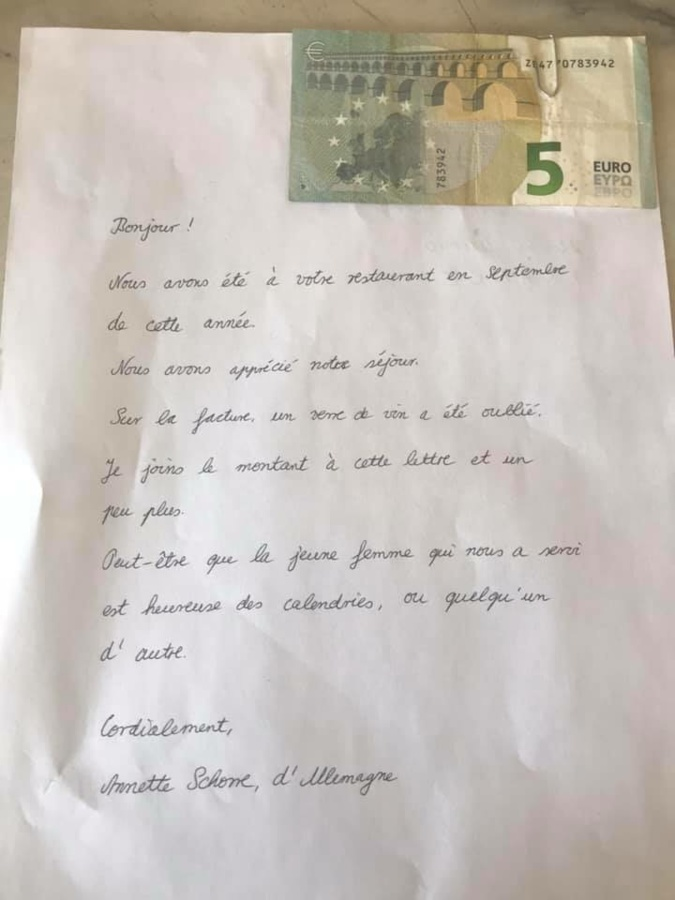 783942
5
EURO
ΕΥΡΩ
ЕВРО
Bonjour !
Nous avons été à votre restaurant en septembre
de cette année.
Nous avons apprécié notre séjour.
Sur la facture, un verre de vin a été oublié.
Je joins le montant à cette lettre et un
peu plus.
Peut-être que la jeune femme qui nous a servi
est heureuse des calendries, ou quelqu'un
d'autre.
Cordialement,
Annette Schorre, d'Allemagne